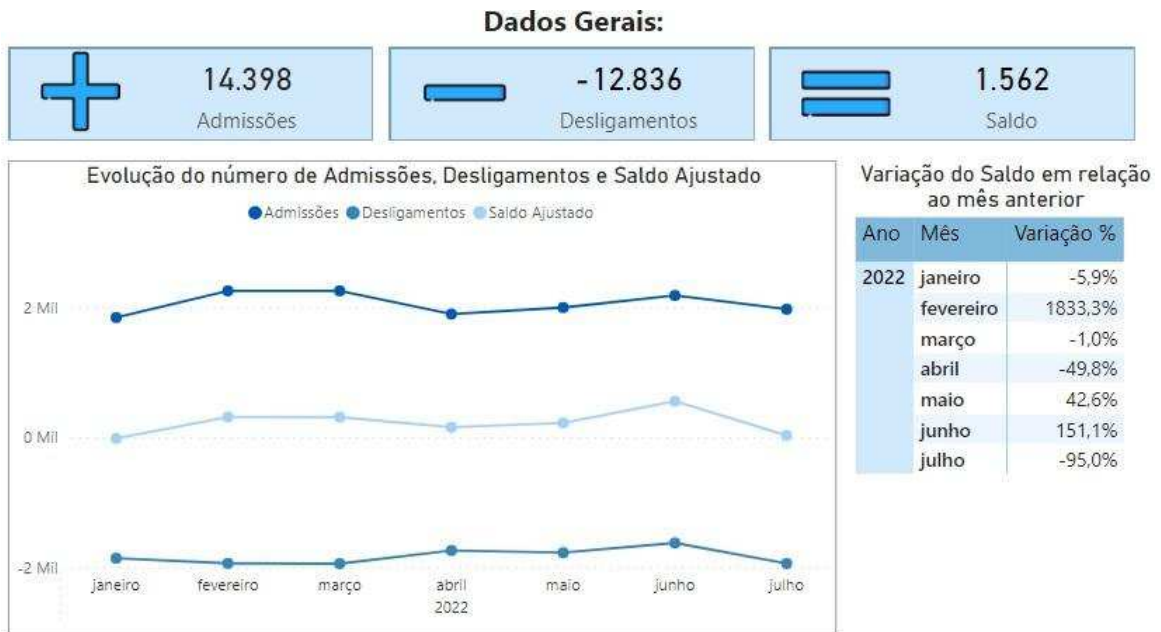 Dados Gerais:
14.398
Admissões
-12.836
Desligamentos
1.562
Saldo
Evolução do número de Admissões, Desligamentos e Saldo Ajustado
Admissões Desligamentos Saldo Ajustado
2 Mil
0 Mil
-2 Mil
janeiro fevereiro março abril maio junho julho
2022
Variação do Saldo em relação
ao mês anterior
Ano Mês Variação %
2022 janeiro -5,9%
fevereiro 1833,3%
março -1,0%
abril -49,8%
maio 42,6%
junho 151,1%
julho -95,0%